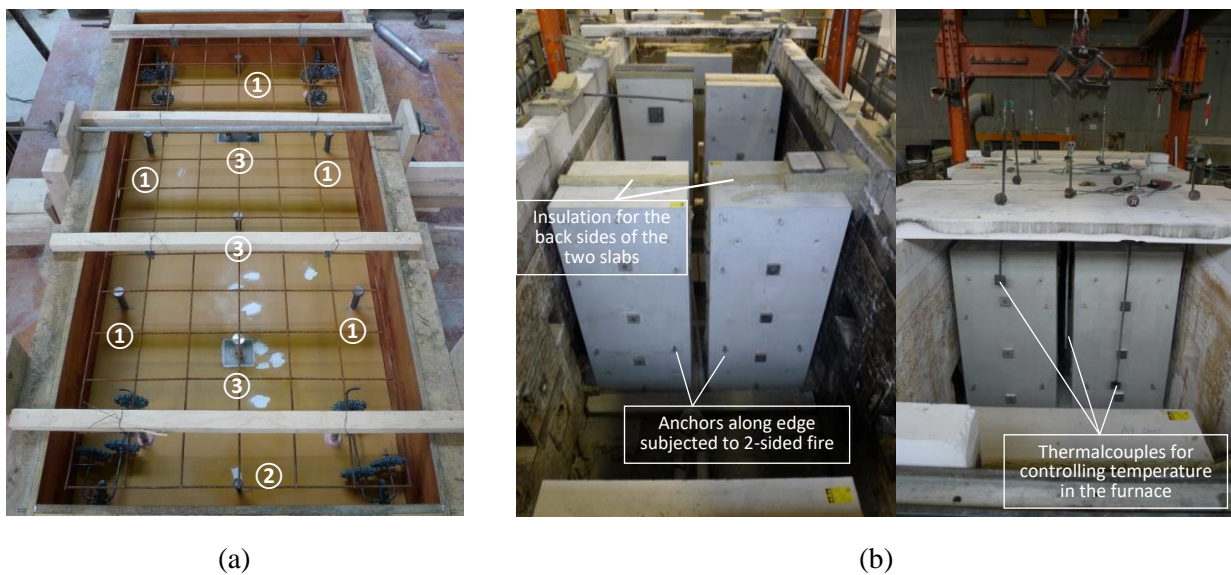 ①
①
③
①
③
①
①
③
②
Insulation for the
back sides of the
two slabs
Anchors along edge
subjected to 2-sided fire
Thermalcouples for
controlling temperature
in the furnace
(a)
(b)